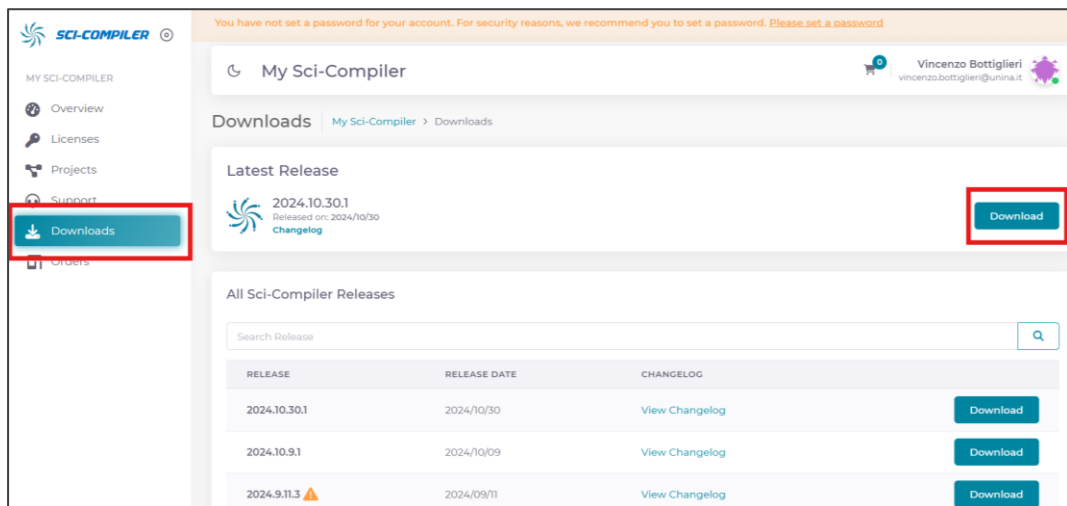 You have not set a password for your account. For security reasons, we recommend you to set a password. Please set a password
SCI-COMPILER
MY SCI-COMPILER
Overview
Licenses
Projects
Support
Downloads
Orders
My Sci-Compiler
0
Vincenzo Bottiglieri
vincenzo.bottiglieri@unina.it
Downloads My Sci-Compiler > Downloads
Latest Release
2024.10.30.1
Released on: 2024/10/30
Changelog
Download
All Sci-Compiler Releases
Search Release
RELEASE RELEASE DATE CHANGELOG
2024.10.30.1 2024/10/30 View Changelog Download
2024.10.9.1 2024/10/09 View Changelog Download
2024.9.11.3 2024/09/11 View Changelog Download